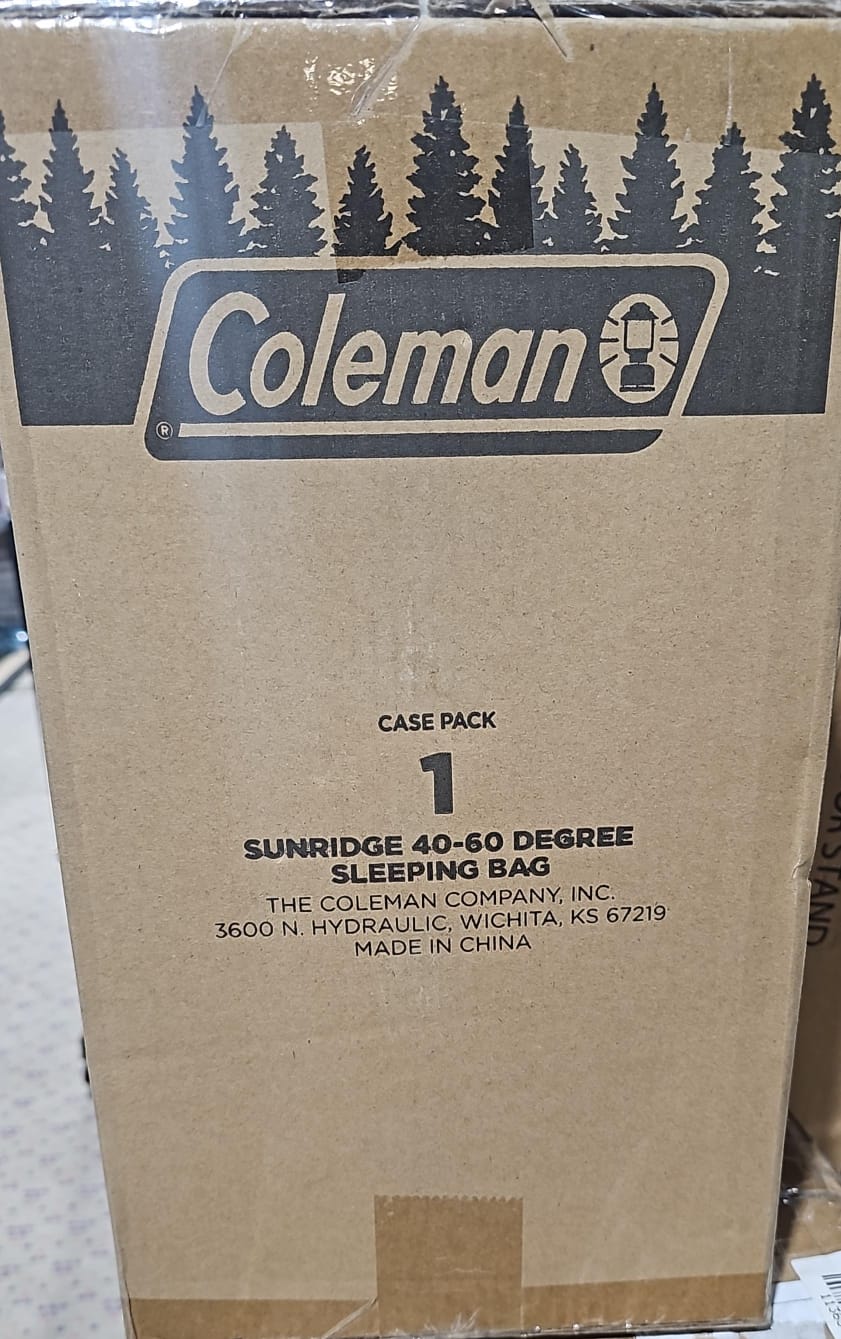 Coleman
®
CASE PACK
1
SUNRIDGE 40-60 DEGREE
SLEEPING BAG
THE COLEMAN COMPANY, INC.
3600 N. HYDRAULIC, WICHITA, KS 67219
MADE IN CHINA
STAND